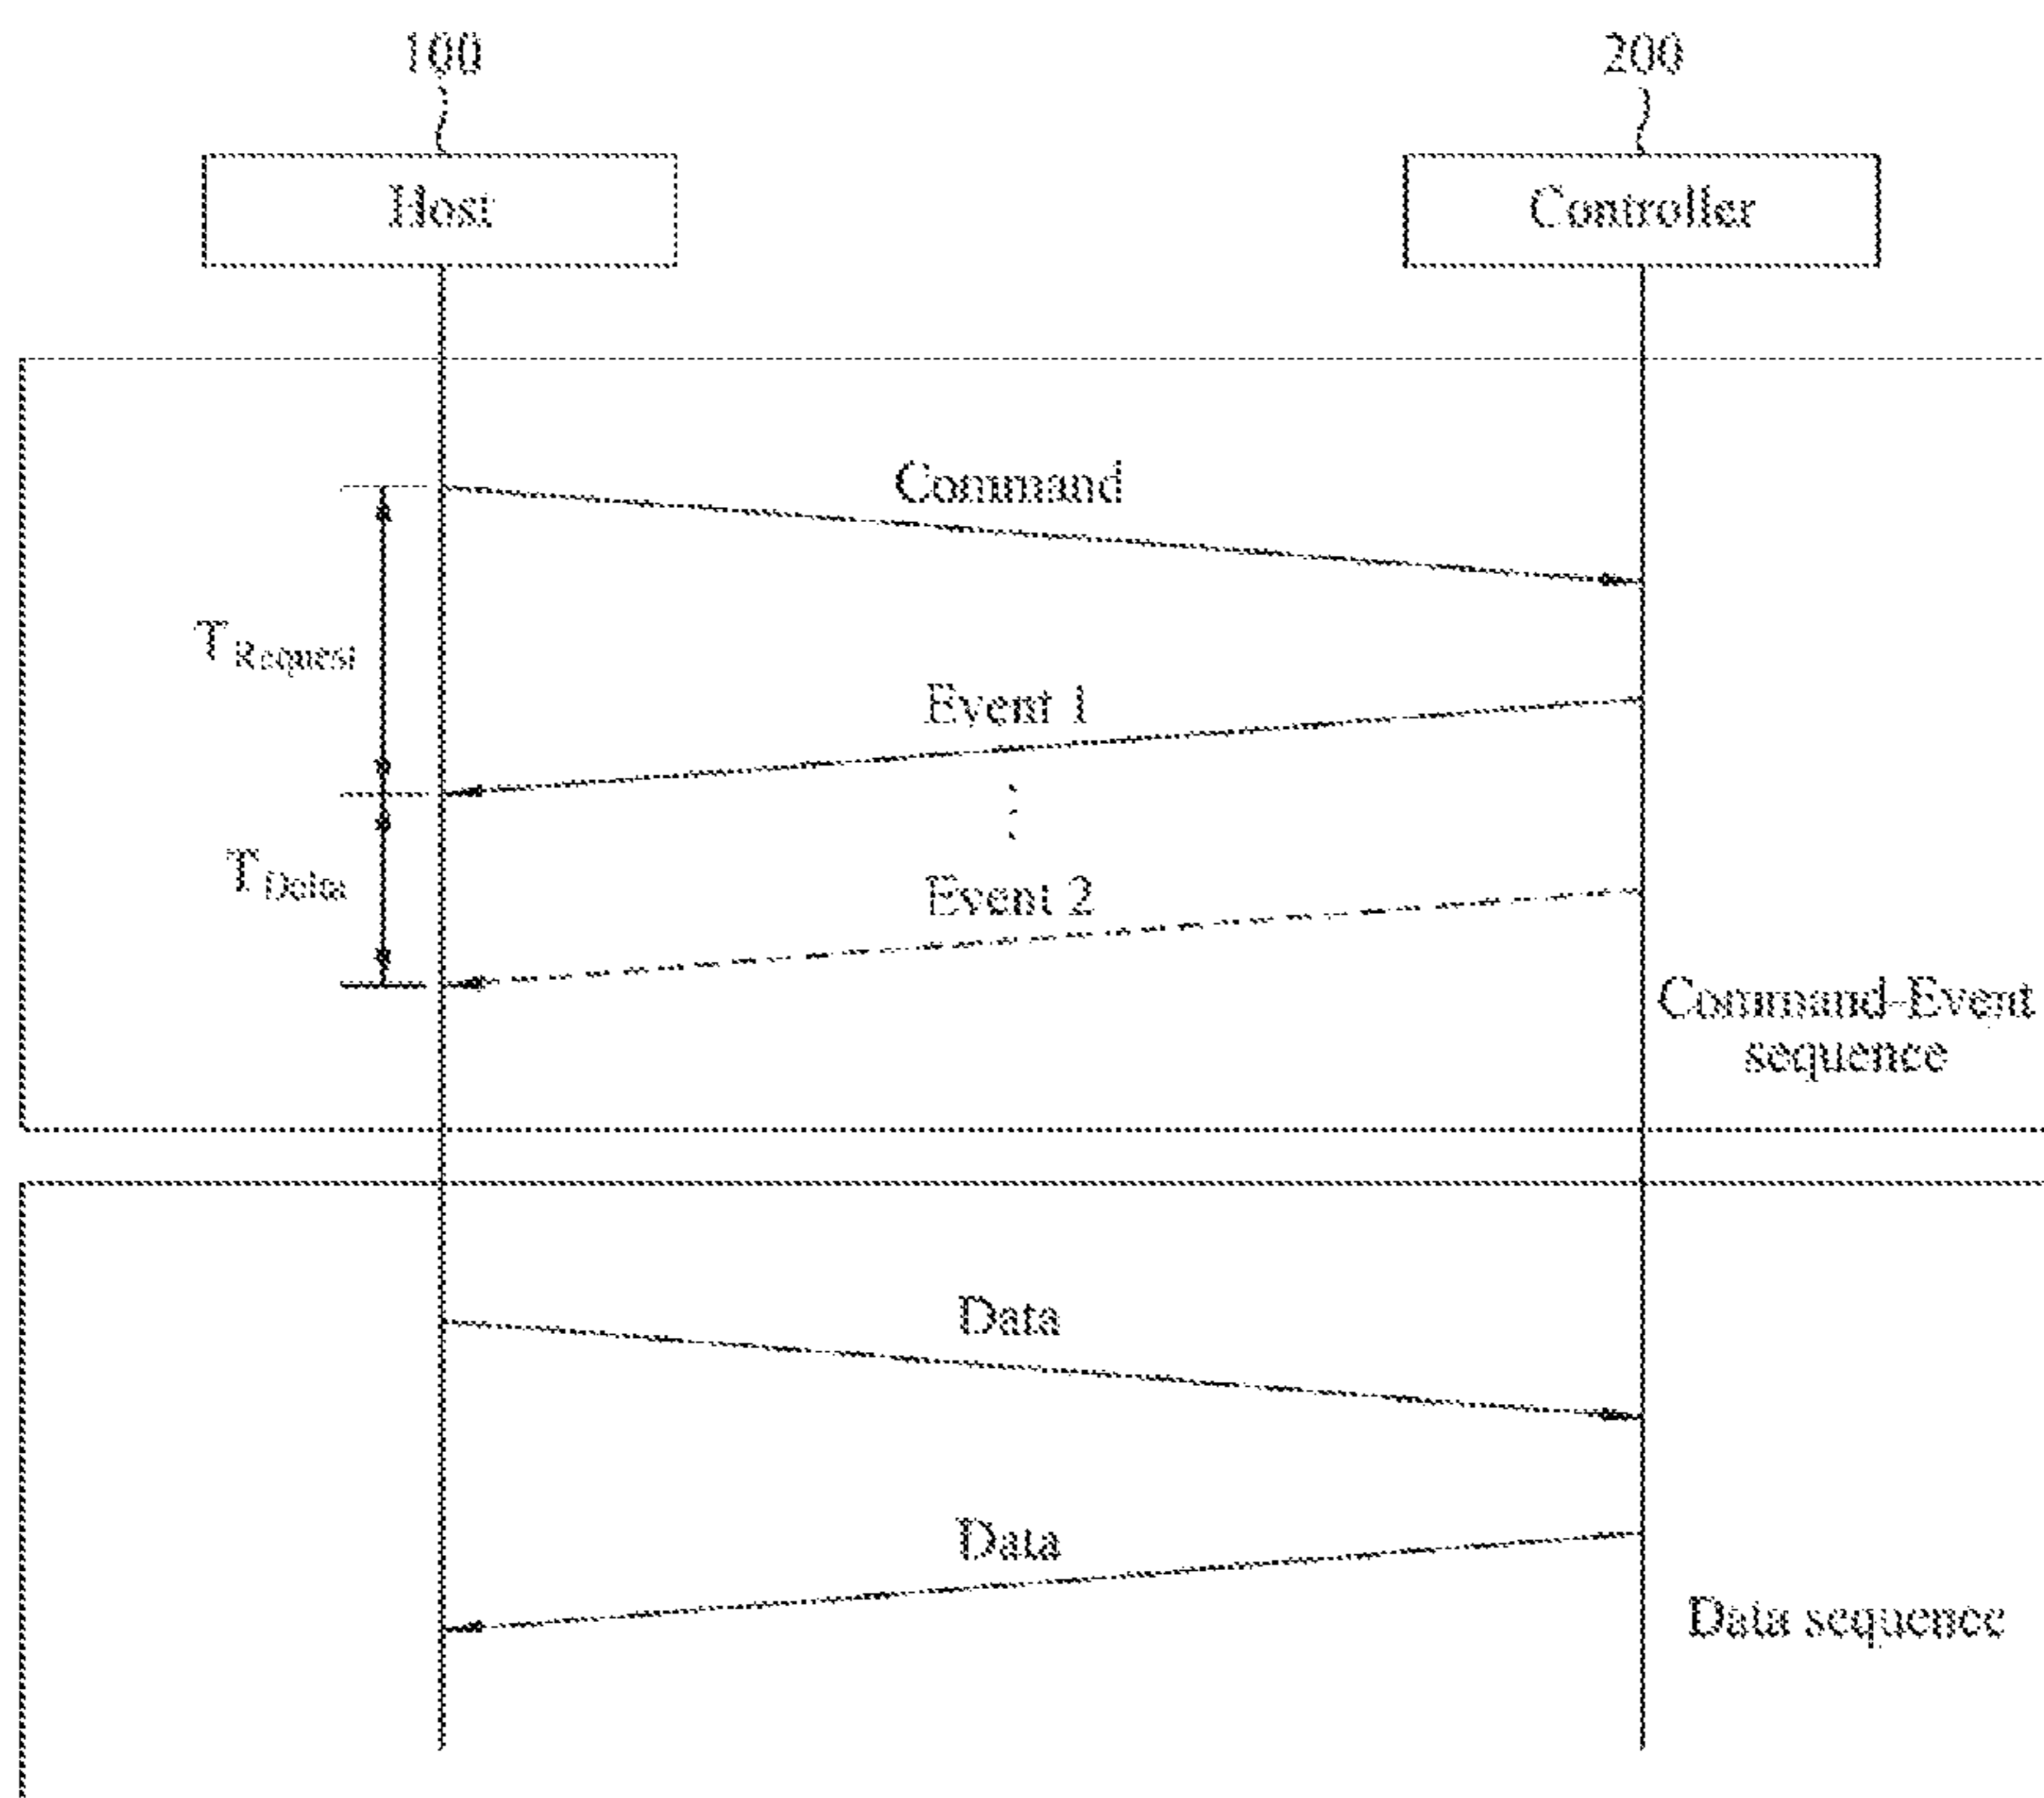 100
200
Host
Controller
Command
T Request
Event 1
T Delta
Event 2
Command-Event
sequence
Data
Data
Data sequence